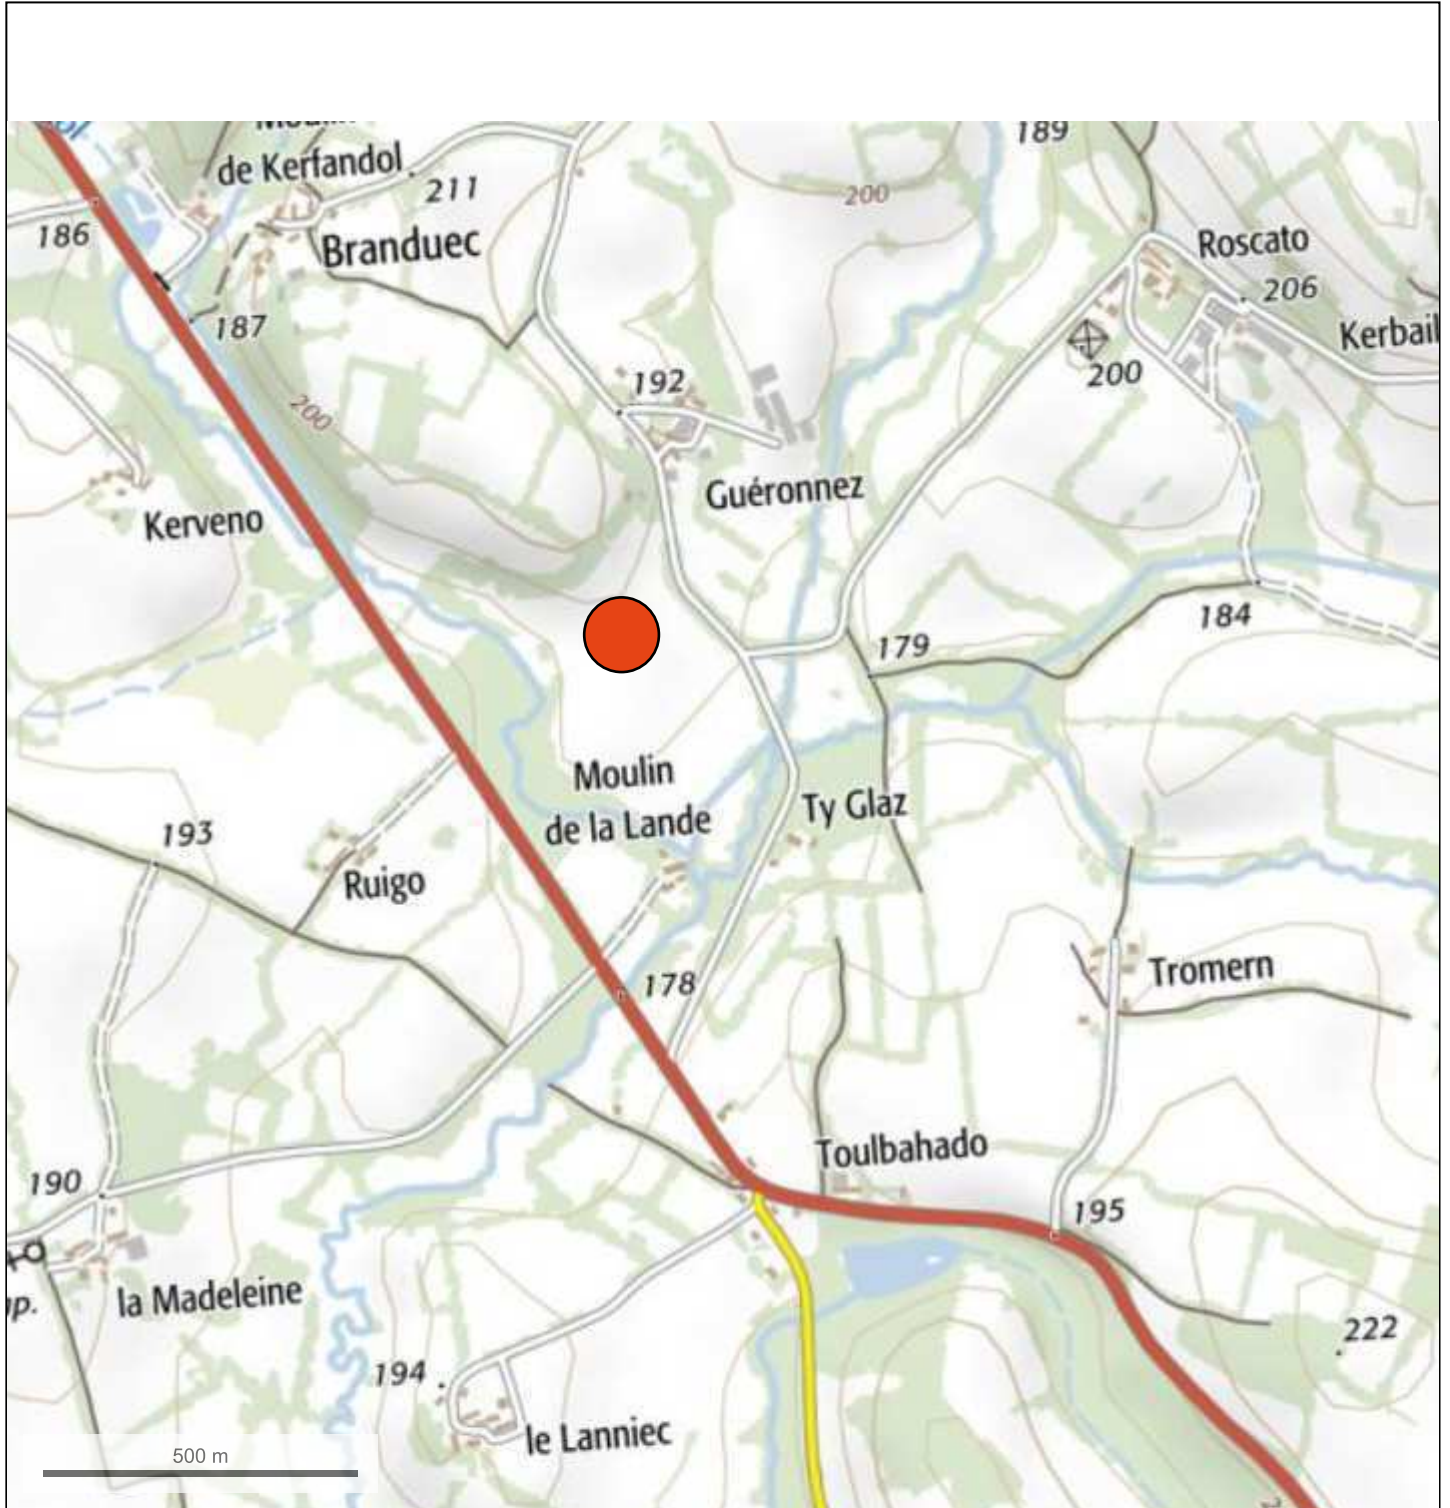 189
de Kerfandol
211
200
186
Branduec
Roscato
206
187
Kerbail
192
200
200
Guéronnez
Kerveno
184
179
Moulin
de la Lande
Ty Glaz
193
Ruigo
178
Tromern
Toulbahado
190
195
la Madeleine
222
194
le Lanniec
500 m